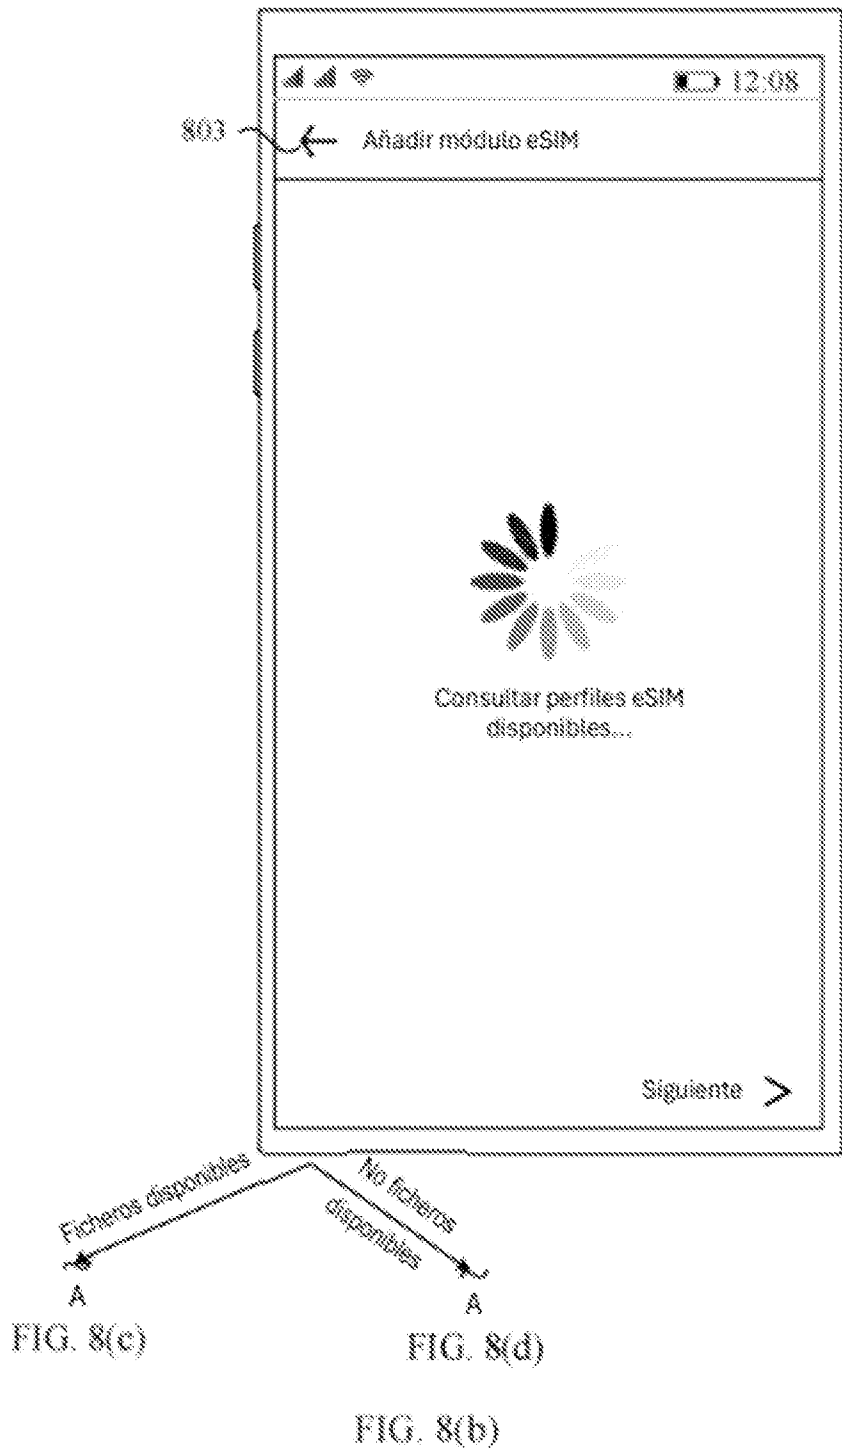 12:08
803
Añadir módulo eSIM
Consultar perfiles eSIM
disponibles...
Siguiente
Ficheros disponibles
No ficheros
disponibles
A
A
FIG. 8(c)
FIG. 8(d)
FIG. 8(b)